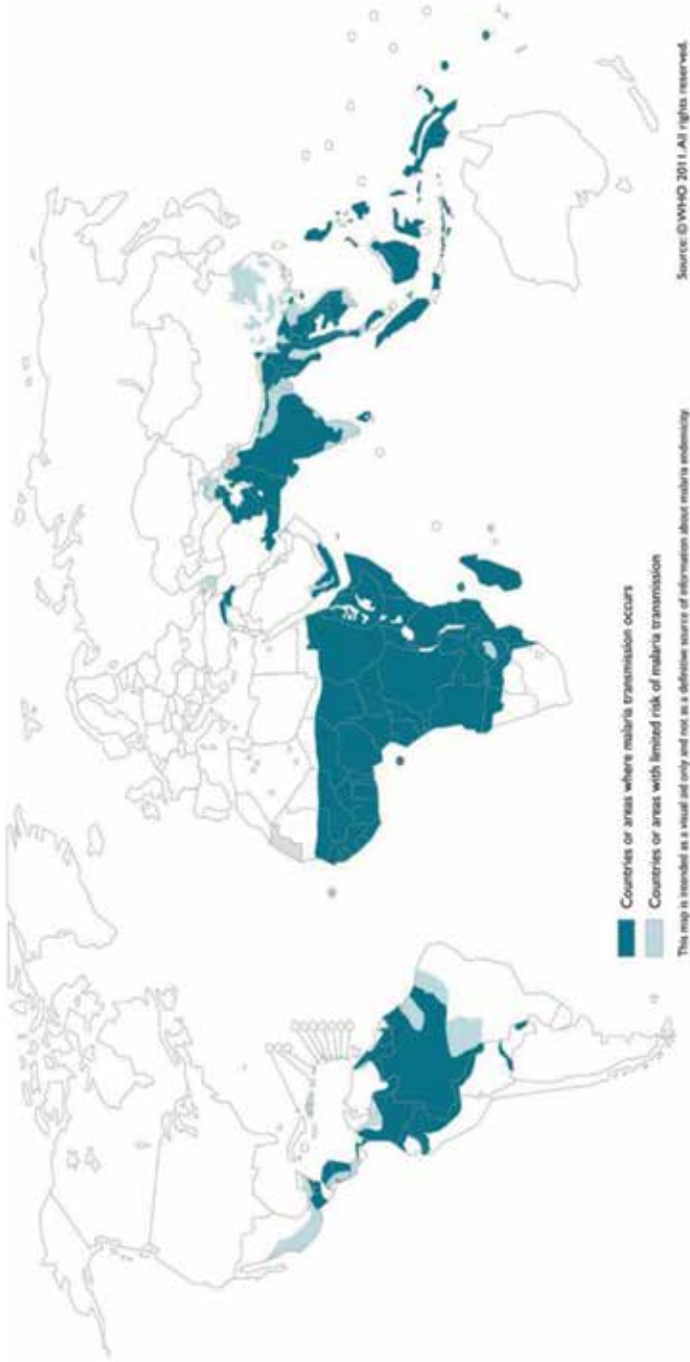 Countries or areas where malaria transmission occurs
Countries or areas with limited risk of malaria transmission
This map is intended as a visual aid only and not as a definitive source of information about malaria endemicity.
Source: © WHO 2011. All rights reserved.